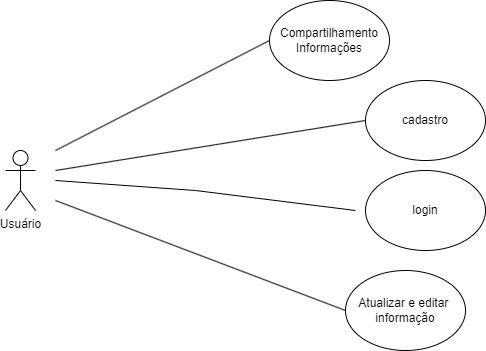 Compartilhamento
Informações
cadastro
Usuário
login
Atualizar e editar
informação